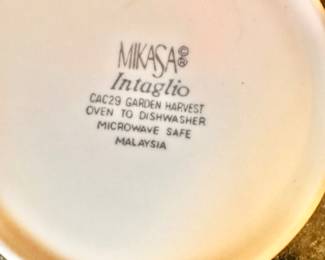 MIKASA®
Intaglio
CAC29 GARDEN HARVEST
OVEN TO DISHWASHER
MICROWAVE SAFE
MALAYSIA